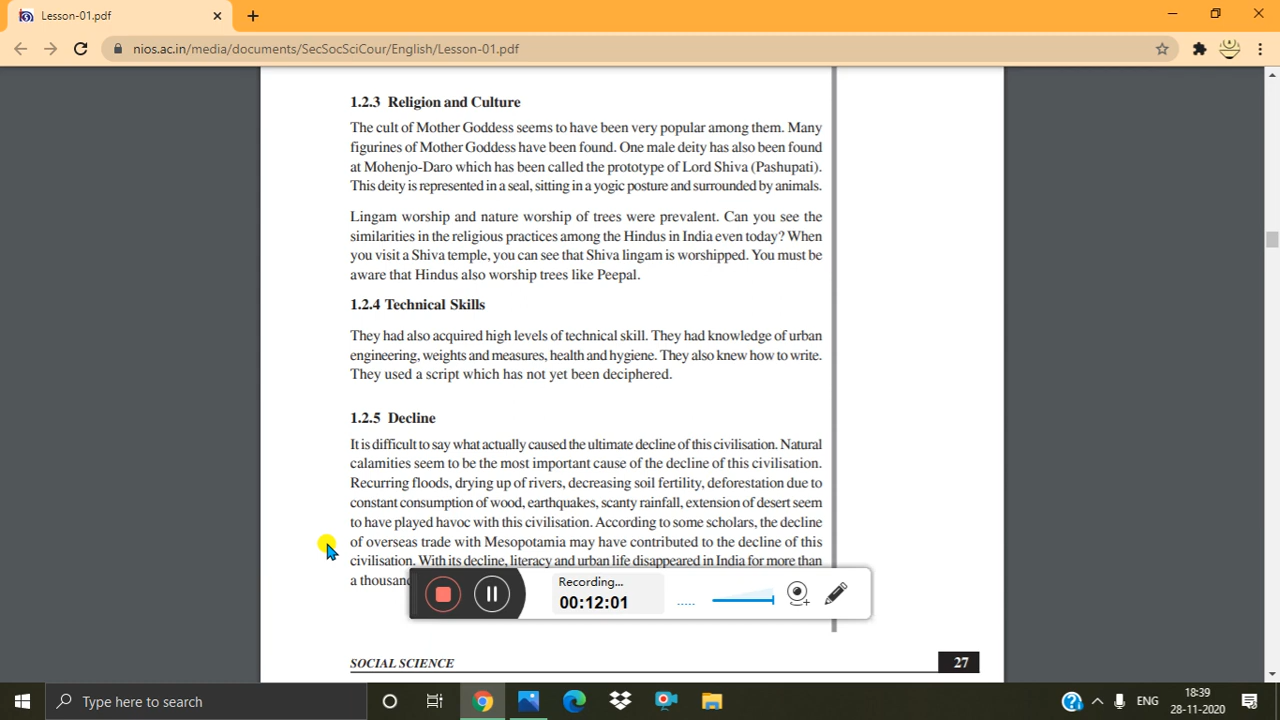 Lesson-01.pdf
nios.ac.in/media/documents/SecSocSciCour/English/Lesson-01.pdf
1.2.3 Religion and Culture
The cult of Mother Goddess seems to have been very popular among them. Many
figurines of Mother Goddess have been found. One male deity has also been found
at Mohenjo-Daro which has been called the prototype of Lord Shiva (Pashupati).
This deity is represented in a seal, sitting in a yogic posture and surrounded by animals.
Lingam worship and nature worship of trees were prevalent. Can you see the
similarities in the religious practices among the Hindus in India even today? When
you visit a Shiva temple, you can see that Shiva lingam is worshipped. You must be
aware that Hindus also worship trees like Peepal.
1.2.4 Technical Skills
They had also acquired high levels of technical skill. They had knowledge of urban
engineering, weights and measures, health and hygiene. They also knew how to write.
They used a script which has not yet been deciphered.
1.2.5 Decline
It is difficult to say what actually caused the ultimate decline of this civilisation. Natural
calamities seem to be the most important cause of the decline of this civilisation.
Recurring floods, drying up of rivers, decreasing soil fertility, deforestation due to
constant consumption of wood, earthquakes, scanty rainfall, extension of desert seem
to have played havoc with this civilisation. According to some scholars, the decline
of overseas trade with Mesopotamia may have contributed to the decline of this
civilisation. With its decline, literacy and urban life disappeared in India for more than
a thousand
Recording...
00:12:01
SOCIAL SCIENCE
27
Type here to search
ENG
18:39
28-11-2020